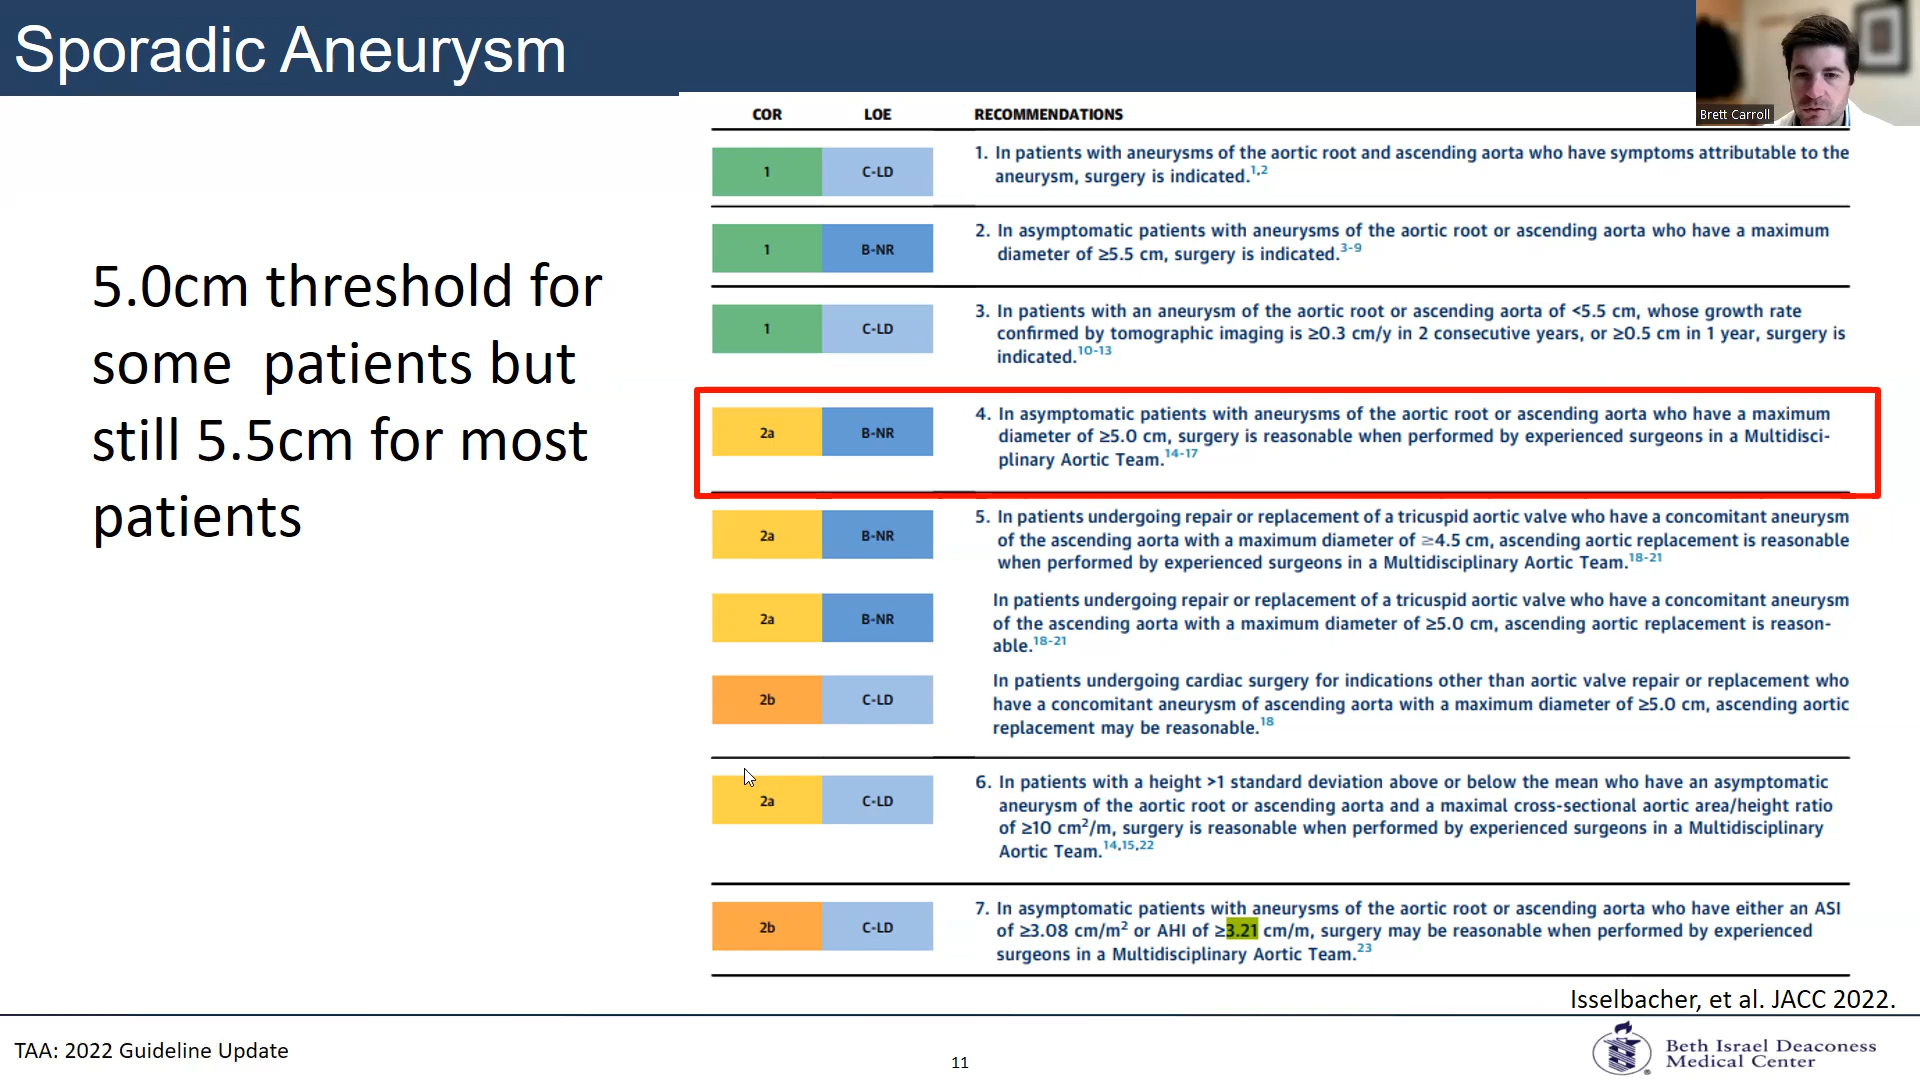 Sporadic Aneurysm
Brett Carroll
5.0cm threshold for
some  patients but
still 5.5cm for most
patients
COR LOE RECOMMENDATIONS
1 C-LD 1. In patients with aneurysms of the aortic root and ascending aorta who have symptoms attributable to the
aneurysm, surgery is indicated.1,2
1 B-NR 2. In asymptomatic patients with aneurysms of the aortic root or ascending aorta who have a maximum
diameter of ≥5.5 cm, surgery is indicated.3-9
1 C-LD 3. In patients with an aneurysm of the aortic root or ascending aorta of <5.5 cm, whose growth rate
confirmed by tomographic imaging is ≥0.3 cm/y in 2 consecutive years, or ≥0.5 cm in 1 year, surgery is
indicated.10-13
2a B-NR 4. In asymptomatic patients with aneurysms of the aortic root or ascending aorta who have a maximum
diameter of ≥5.0 cm, surgery is reasonable when performed by experienced surgeons in a Multidisci-
plinary Aortic Team.14-17
2a B-NR 5. In patients undergoing repair or replacement of a tricuspid aortic valve who have a concomitant aneurysm
of the ascending aorta with a maximum diameter of ≥4.5 cm, ascending aortic replacement is reasonable
when performed by experienced surgeons in a Multidisciplinary Aortic Team.18-21
2a B-NR In patients undergoing repair or replacement of a tricuspid aortic valve who have a concomitant aneurysm
of the ascending aorta with a maximum diameter of ≥5.0 cm, ascending aortic replacement is reason-
able.18-21
2b C-LD In patients undergoing cardiac surgery for indications other than aortic valve repair or replacement who
have a concomitant aneurysm of ascending aorta with a maximum diameter of ≥5.0 cm, ascending aortic
replacement may be reasonable.18
2a C-LD 6. In patients with a height >1 standard deviation above or below the mean who have an asymptomatic
aneurysm of the aortic root or ascending aorta and a maximal cross-sectional aortic area/height ratio
of ≥10 cm2/m, surgery is reasonable when performed by experienced surgeons in a Multidisciplinary
Aortic Team.14,15,22
2b C-LD 7. In asymptomatic patients with aneurysms of the aortic root or ascending aorta who have either an ASI
of ≥3.08 cm/m2 or AHI of ≥3.21 cm/m, surgery may be reasonable when performed by experienced
surgeons in a Multidisciplinary Aortic Team.23
Isselbacher, et al. JACC 2022.
TAA: 2022 Guideline Update
11
Beth Israel Deaconess
Medical Center